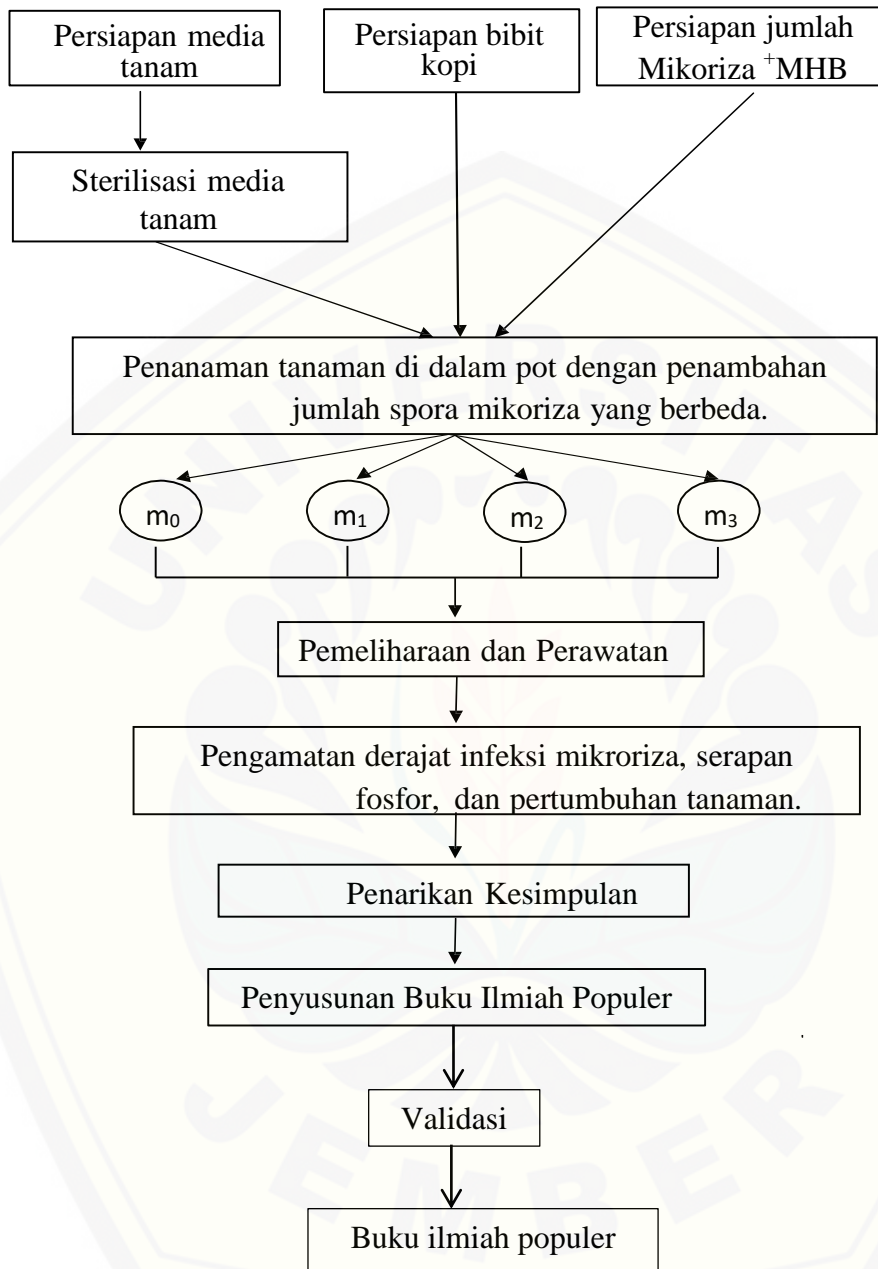 Persiapan media
tanam
Persiapan bibit
kopi
Persiapan jumlah
Mikoriza +MHB
Sterilisasi media
tanam
Penanaman tanaman di dalam pot dengan penambahan
jumlah spora mikoriza yang berbeda.
m0
m1
m2
m3
Pemeliharaan dan Perawatan
Pengamatan derajat infeksi mikroriza, serapan
fosfor, dan pertumbuhan tanaman.
Penarikan Kesimpulan
Penyusunan Buku Ilmiah Populer
Validasi
Buku ilmiah populer
UNIVERSITAS
JEMBER